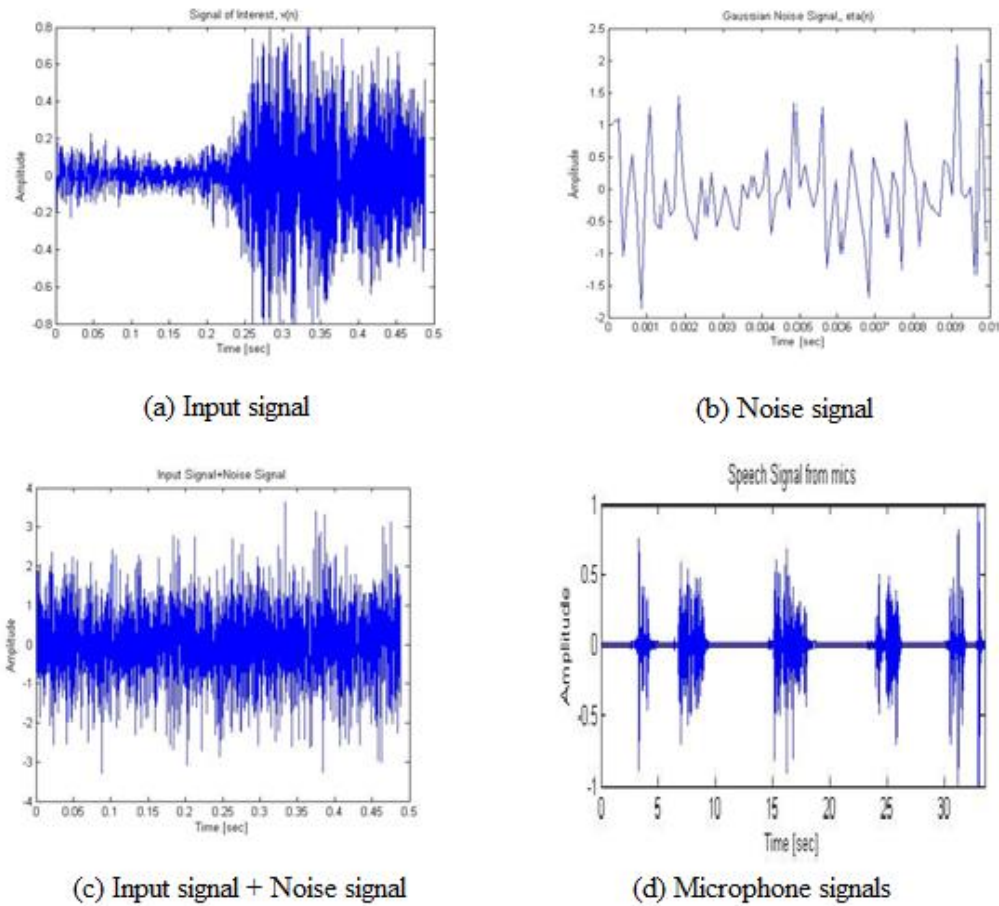 Signal of Interest, v(n)
0.8
0.6
0.4
0.2
0
-0.2
-0.4
-0.6
-0.8
Amplitude
0 0.05 0.1 0.15 0.2 0.25 0.3 0.35 0.4 0.45 0.5
Time [sec]
(a) Input signal
Gaussian Noise Signal,, eta(n)
2.5
2
1.5
1
0.5
0
-0.5
-1
-1.5
-2
Amplitude
0 0.001 0.002 0.003 0.004 0.005 0.006 0.007 0.008 0.009 0.01
Time [sec]
(b) Noise signal
Input Signal+Noise Signal
4
3
2
1
0
-1
-2
-3
-4
Amplitude
0 0.05 0.1 0.15 0.2 0.25 0.3 0.35 0.4 0.45 0.5
Time [sec]
(c) Input signal + Noise signal
Speech Signal from mics
1
0.5
0
-0.5
-1
Amplitude
0 5 10 15 20 25 30
Time [sec]
(d) Microphone signals